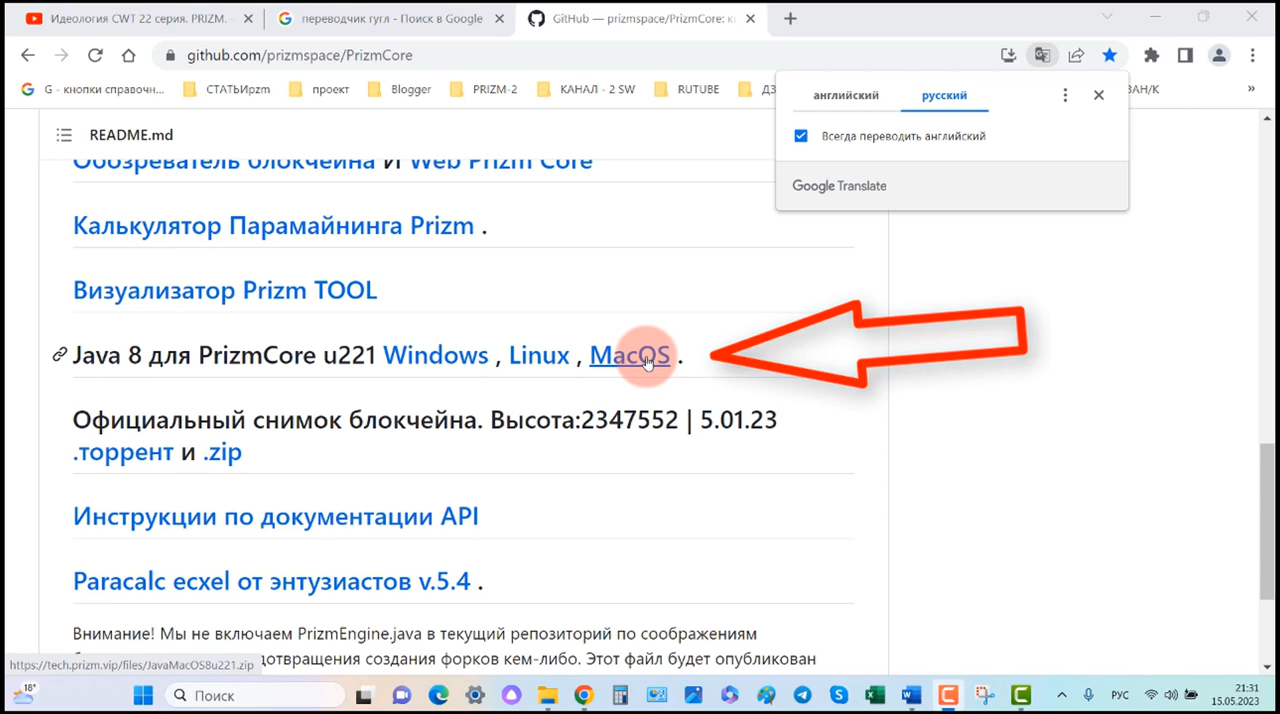 Идеология CWT 22 серия. PRIZM.
переводчик гугл - Поиск в Google
GitHub — prizmspace/PrizmCore: к
github.com/prizmspace/PrizmCore
G - кнопки справочн...
СТАТЬИpzm
проект
Blogger
PRIZM-2
КАНАЛ - 2 SW
RUTUBE
ДЗ
ВАН/К
»
английский
русский
Всегда переводить английский
Google Translate
README.md
Обозреватель блокчейна И Web Prizm Core
Калькулятор Парамайнинга Prizm .
Визуализатор Prizm TOOL
Java 8 для PrizmCore u221 Windows , Linux , MacOS .
Официальный снимок блокчейна. Высота:2347552 | 5.01.23
.торрент и .zip
Инструкции по документации API
Paracalc ecxel от энтузиастов v.5.4 .
Внимание! Мы не включаем PrizmEngine.java в текущий репозиторий по соображениям
дотвращения создания форков кем-либо. Этот файл будет опубликован
https://tech.prizm.vip/files/JavaMacOS8u221.zip
18°
Поиск
РУС
21:31
15.05.2023